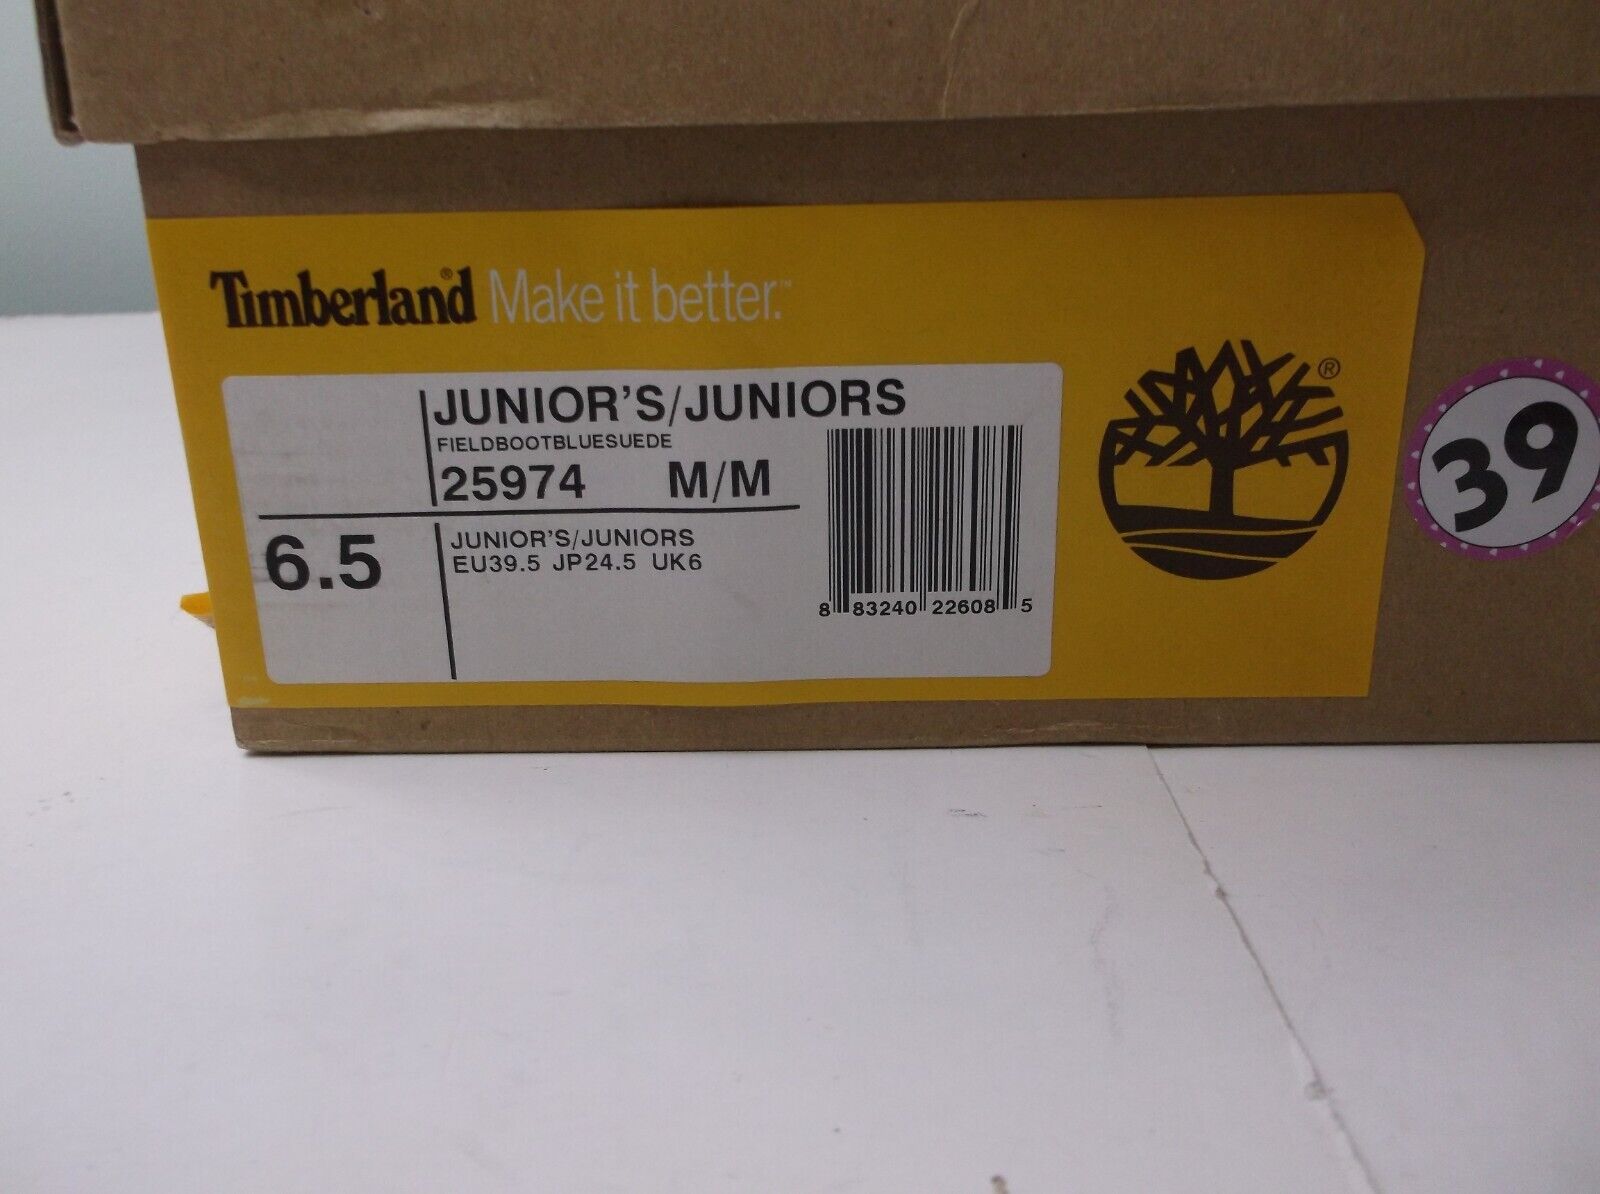 Timberland® Make it better.™
JUNIOR'S/JUNIORS
FIELDBOOTBLUESUEDE
25974 M/M
6.5
JUNIOR'S/JUNIORS
EU39.5 JP24.5 UK6
8 83240 22608 5
®
39